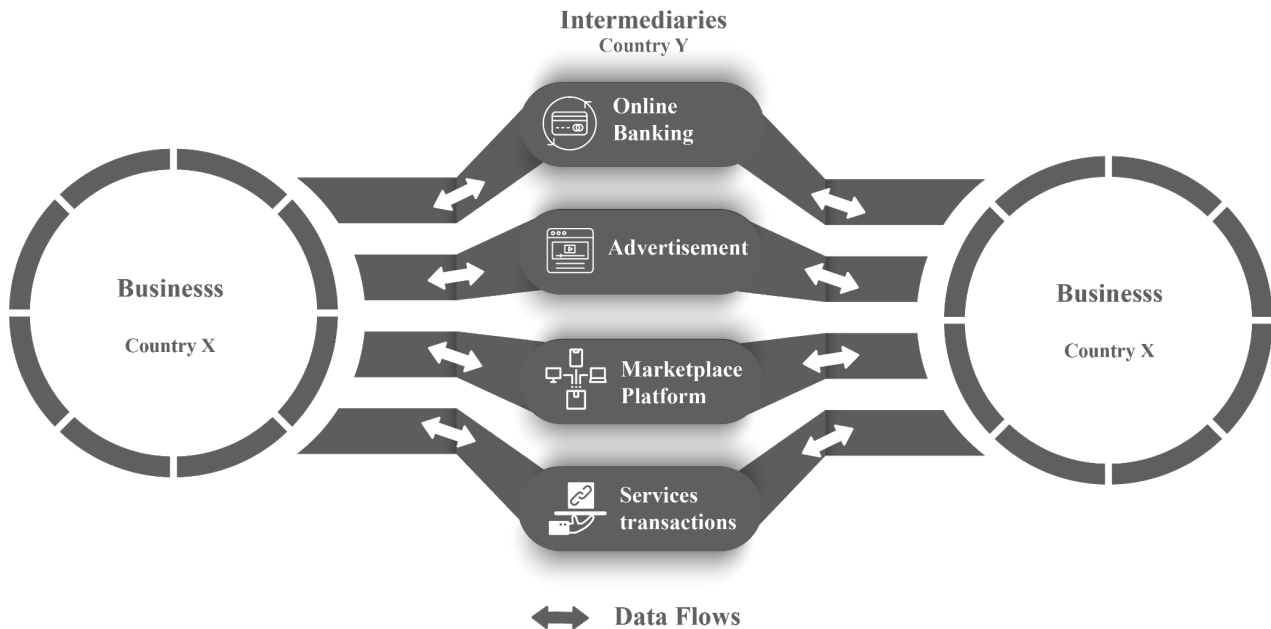 Intermediaries
Country Y
Online
Banking
Advertisement
Businesss
Country X
Businesss
Country X
Marketplace
Platform
Services
transactions
Data Flows